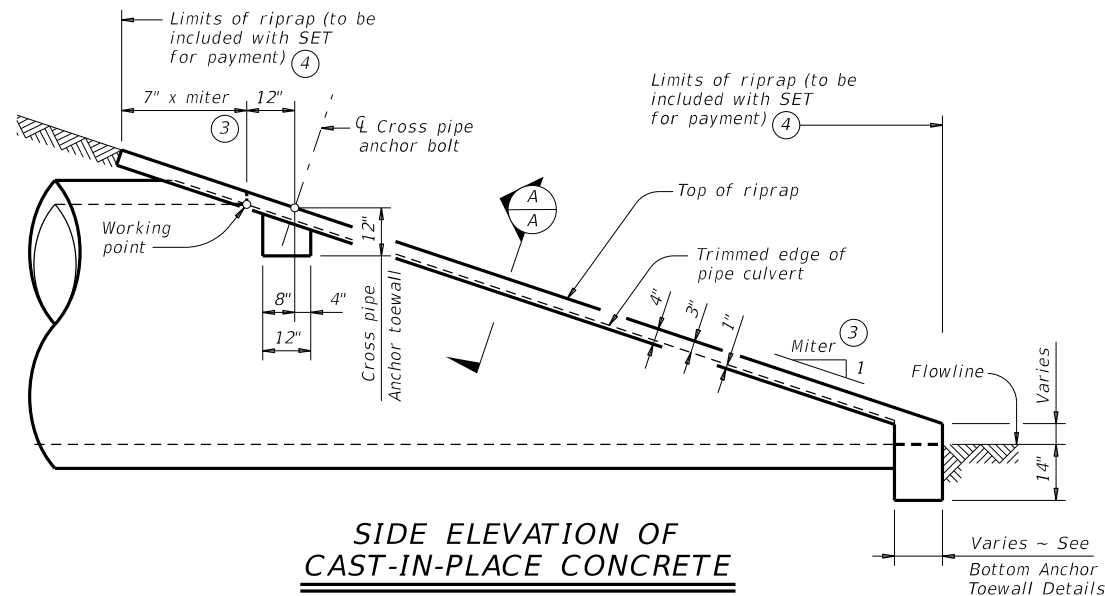 Limits of riprap (to be
included with SET
for payment) 4
7" x miter
12"
3
℄ Cross pipe
anchor bolt
Limits of riprap (to be
included with SET
for payment) 4
Working
point
12"
A
A
Top of riprap
Trimmed edge of
pipe culvert
8"
4"
12"
Cross pipe
Anchor toewall
4"
3"
1"
Miter 3
1
Flowline
Varies
14"
Varies ~ See
Bottom Anchor
Toewall Details
SIDE ELEVATION OF
CAST-IN-PLACE CONCRETE